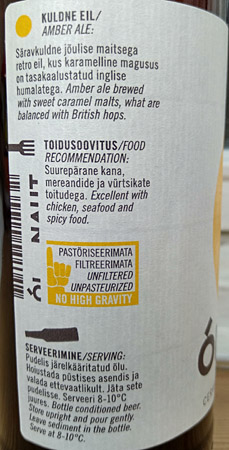 KULDNE EIL/
AMBER ALE:
Säravkuldne jõulise maitsega
retro eil, kus karamelline magusus
on tasakaalustatud inglise
humalatega. Amber ale brewed
with sweet caramel malts, what are
balanced with British hops.
TOIDUSOOVITUS/FOOD
RECOMMENDATION:
Suurepärane kana,
mereandide ja vürtsikate
toitudega. Excellent with
chicken, seafood and
spicy food.
ÕI NAIIT
PASTÖRISEERIMATA
FILTREERIMATA
UNFILTERED
UNPASTEURIZED
NO HIGH GRAVITY
SERVEERIMINE/SERVING:
Pudelis järelkääritatud õlu.
Hoiustada püstises asendis ja
valada ettevaatlikult. Jäta sete
pudelisse. Serveeri 8-10°C
juures. Bottle conditioned beer.
Store upright and pour gently.
Leave sediment in the bottle.
Serve at 8-10°C.